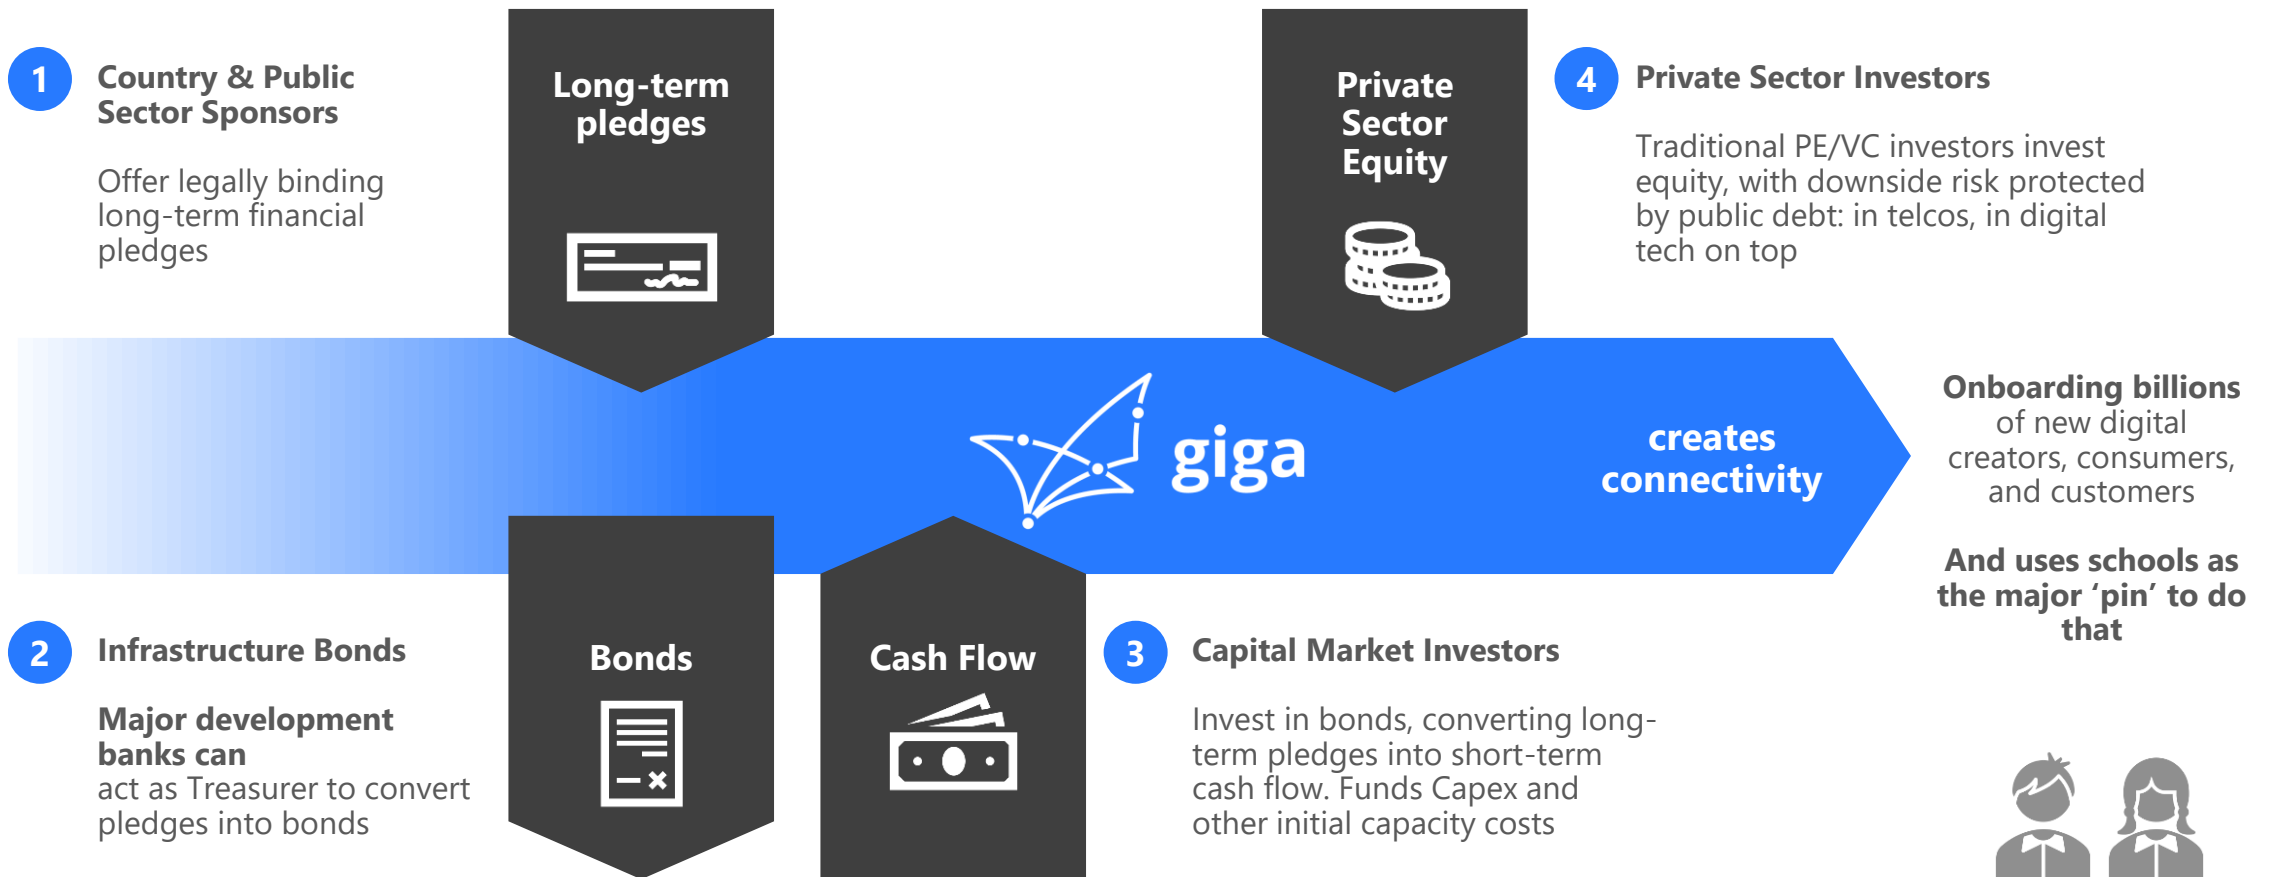 1
Country & Public
Sector Sponsors
Offer legally binding
long-term financial
pledges
Long-term
pledges
Private
Sector
Equity
4
Private Sector Investors
Traditional PE/VC investors invest
equity, with downside risk protected
by public debt: in telcos, in digital
tech on top
giga
creates
connectivity
Onboarding billions
of new digital
creators, consumers,
and customers
And uses schools as
the major ‘pin’ to do
that
2
Infrastructure Bonds
Major development
banks can
act as Treasurer to convert
pledges into bonds
Bonds
Cash Flow
3
Capital Market Investors
Invest in bonds, converting long-
term pledges into short-term
cash flow. Funds Capex and
other initial capacity costs